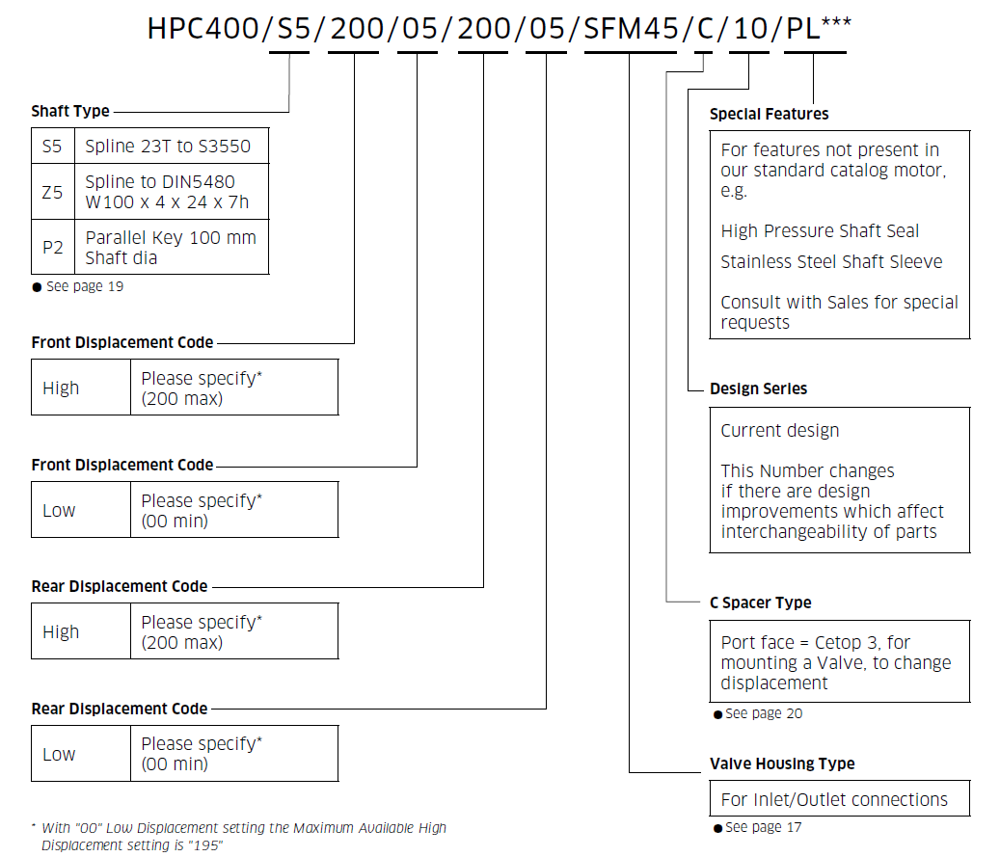 HPC400/S5/200/05/200/05/SFM45/C/10/PL***
Shaft Type
S5 Spline 23T to S3550
Z5 Spline to DIN5480
W100 x 4 x 24 x 7h
P2 Parallel Key 100 mm
Shaft dia
● See page 19
Front Displacement Code
High Please specify*
(200 max)
Front Displacement Code
Low Please specify*
(00 min)
Rear Displacement Code
High Please specify*
(200 max)
Rear Displacement Code
Low Please specify*
(00 min)
* With "00" Low Displacement setting the Maximum Available High
Displacement setting is "195"
Special Features
For features not present in
our standard catalog motor,
e.g.
High Pressure Shaft Seal
Stainless Steel Shaft Sleeve
Consult with Sales for special
requests
Design Series
Current design
This Number changes
if there are design
improvements which affect
interchangeability of parts
C Spacer Type
Port face = Cetop 3, for
mounting a Valve, to change
displacement
● See page 20
Valve Housing Type
For Inlet/Outlet connections
● See page 17